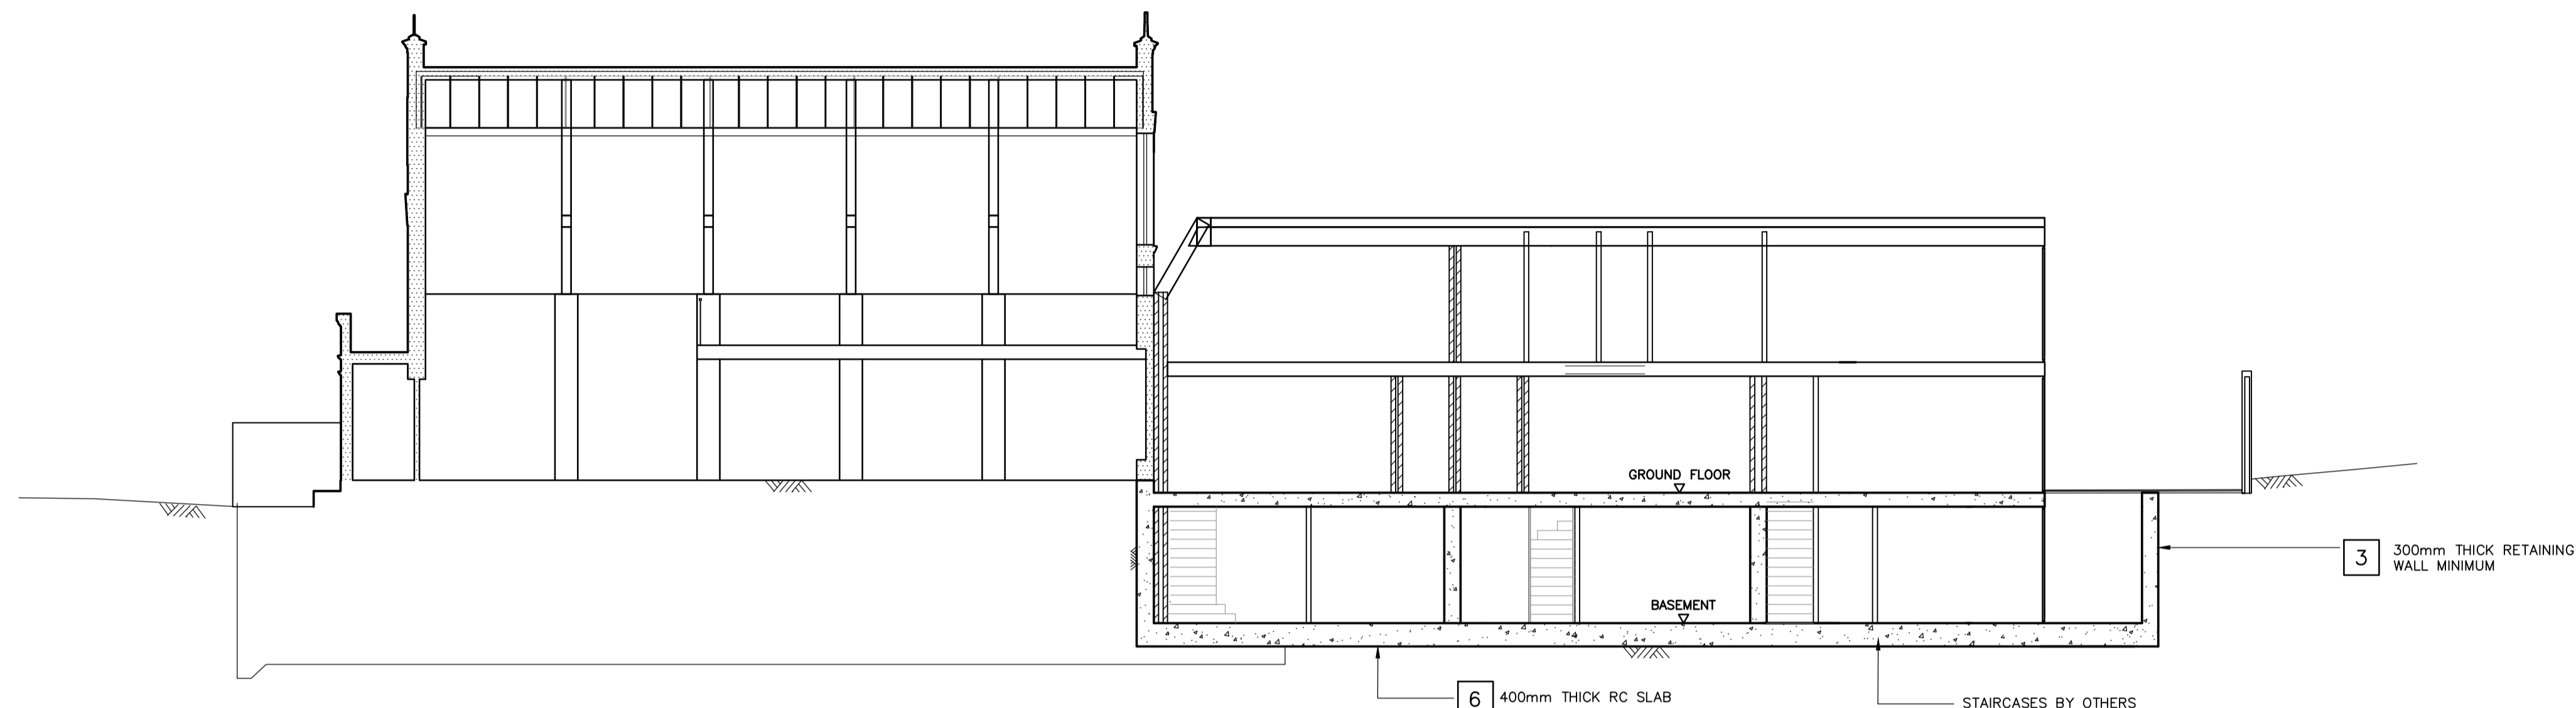 GROUND FLOOR
BASEMENT
3
300mm THICK RETAINING
WALL MINIMUM
6
400mm THICK RC SLAB
STAIRCASES BY OTHERS